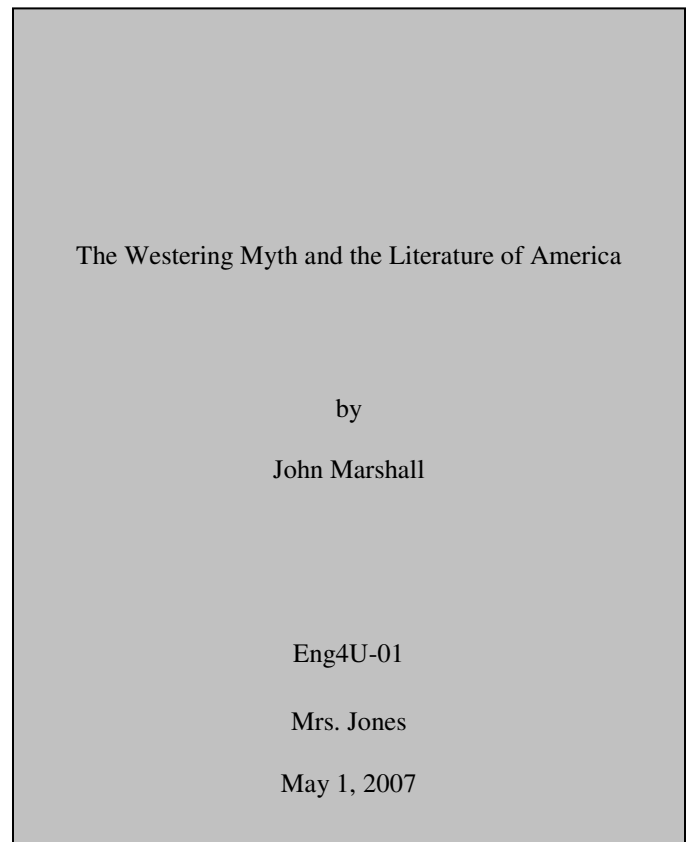 The Westering Myth and the Literature of America
by
John Marshall
Eng4U-01
Mrs. Jones
May 1, 2007